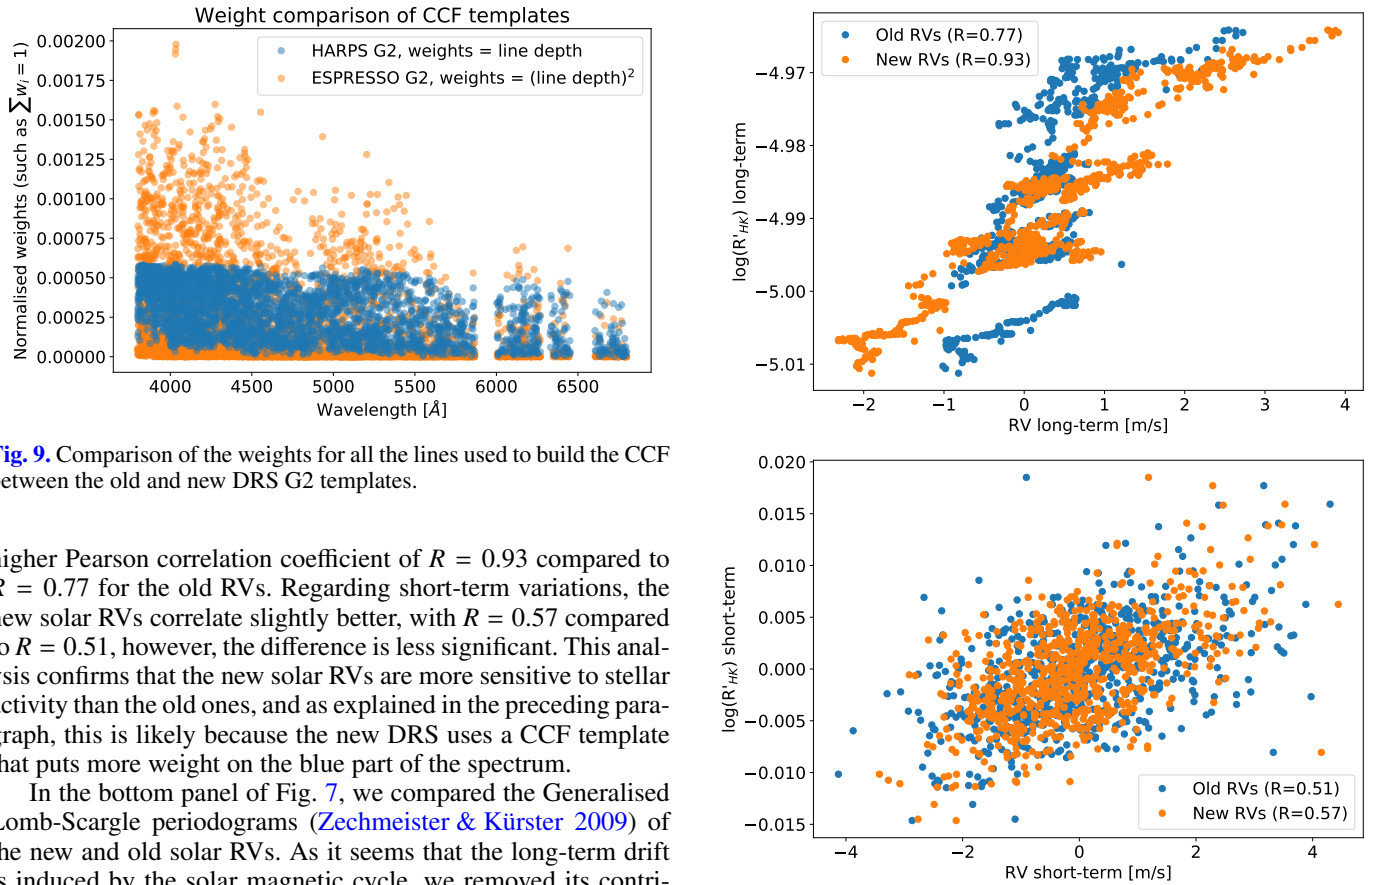 Weight comparison of CCF templates
HARPS G2, weights = line depth
ESPRESSO G2, weights = (line depth)²
Normalised weights (such as ∑wᵢ = 1)
0.00200
0.00175
0.00150
0.00125
0.00100
0.00075
0.00050
0.00025
0.00000
4000 4500 5000 5500 6000 6500
Wavelength [Å]
Fig. 9. Comparison of the weights for all the lines used to build the CCF
between the old and new DRS G2 templates.
higher Pearson correlation coefficient of R = 0.93 compared to
R = 0.77 for the old RVs. Regarding short-term variations, the
new solar RVs correlate slightly better, with R = 0.57 compared
to R = 0.51, however, the difference is less significant. This anal-
ysis confirms that the new solar RVs are more sensitive to stellar
activity than the old ones, and as explained in the preceding para-
graph, this is likely because the new DRS uses a CCF template
that puts more weight on the blue part of the spectrum.
In the bottom panel of Fig. 7, we compared the Generalised
Lomb-Scargle periodograms (Zechmeister & Kürster 2009) of
the new and old solar RVs. As it seems that the long-term drift
is induced by the solar magnetic cycle, we removed its contri-
Old RVs (R=0.77)
New RVs (R=0.93)
log(R'HK) long-term
−4.97
−4.98
−4.99
−5.00
−5.01
−2 −1 0 1 2 3 4
RV long-term [m/s]
log(R'HK) short-term
0.020
0.015
0.010
0.005
0.000
−0.005
−0.010
−0.015
Old RVs (R=0.51)
New RVs (R=0.57)
−4 −2 0 2 4
RV short-term [m/s]